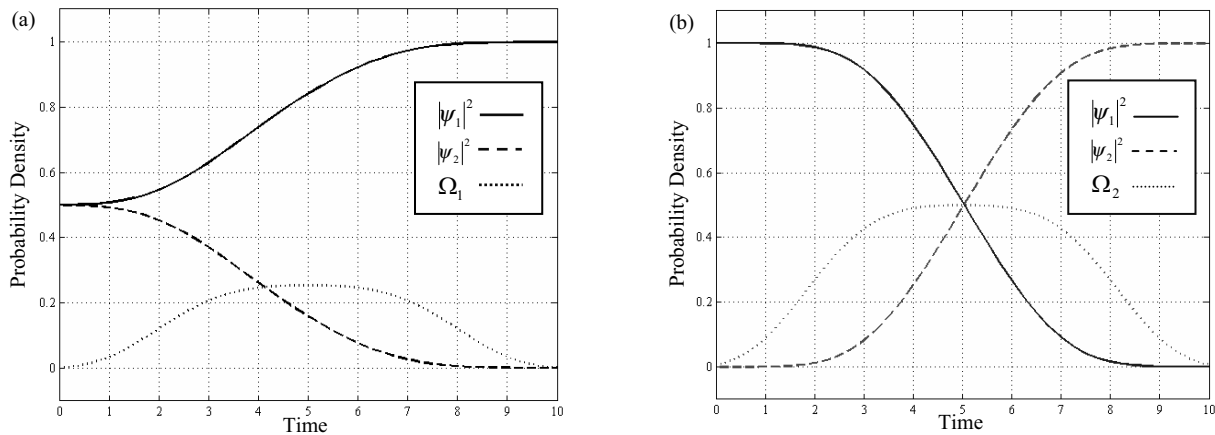 (a)
Probability Density
1
0.8
0.6
0.4
0.2
0
0 1 2 3 4 5 6 7 8 9 10
Time
|ψ₁|²
|ψ₂|²
Ω₁
(b)
Probability Density
1
0.8
0.6
0.4
0.2
0
0 1 2 3 4 5 6 7 8 9 10
Time
|ψ₁|²
|ψ₂|²
Ω₂